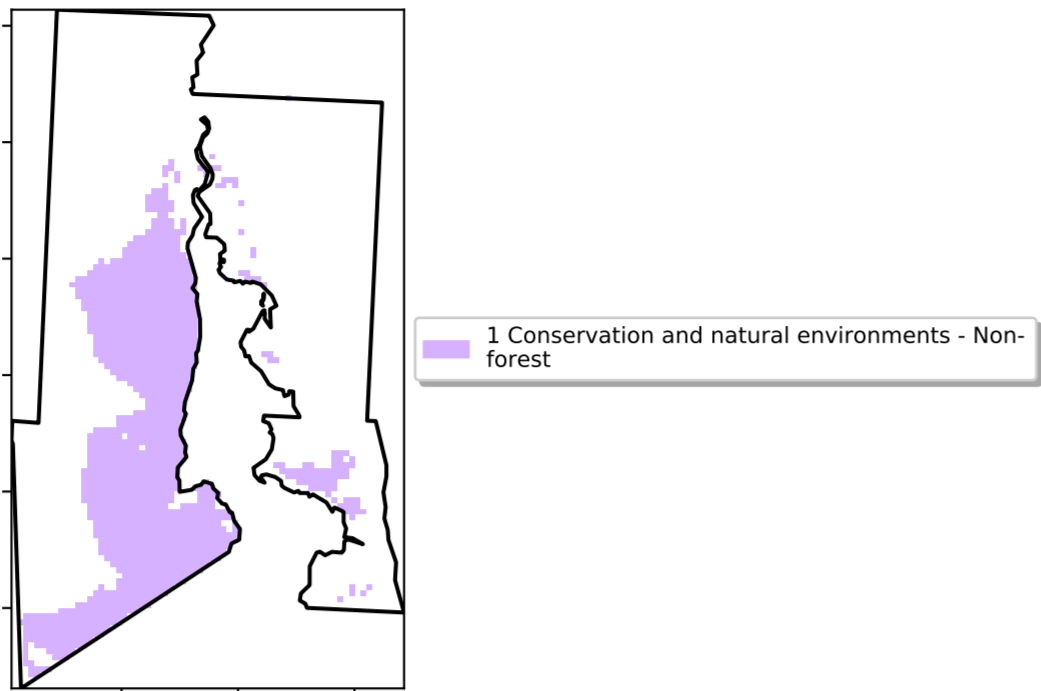 1 Conservation and natural environments - Non-
forest